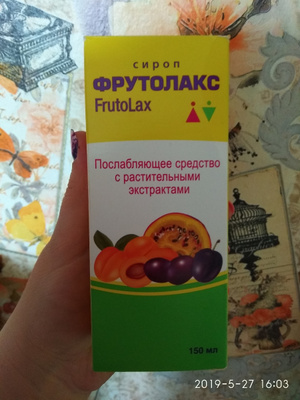 сироп
ФРУТОЛАКС
FrutoLax
Послабляющее средство
с растительными
экстрактами
150 мл
2019-5-27 16:03